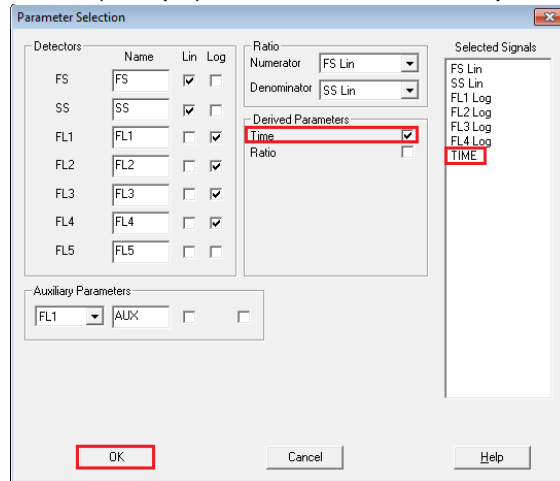 Parameter Selection
Detectors
Name Lin Log
FS FS
SS SS
FL1 FL1
FL2 FL2
FL3 FL3
FL4 FL4
FL5 FL5
Auxiliary Parameters
FL1 AUX
Ratio
Numerator FS Lin
Denominator SS Lin
Derived Parameters
Time
Ratio
Selected Signals
FS Lin
SS Lin
FL1 Log
FL2 Log
FL3 Log
FL4 Log
TIME
OK Cancel Help